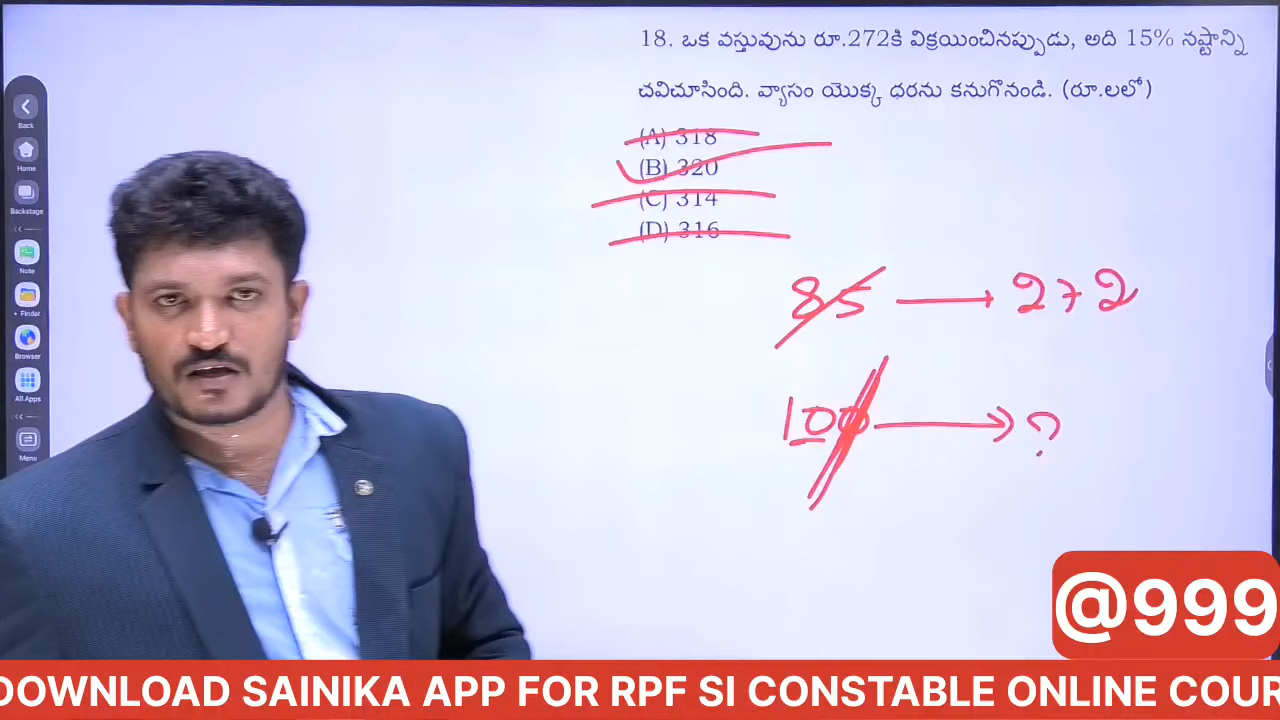 18. ఒక వస్తువును రూ.272కి విక్రయించినప్పుడు, అది 15% నష్టాన్ని
చవిచూసింది. వ్యాసం యొక్క ధరను కనుగొనండి. (రూ.లలో)
(A) 318
(B) 320
(C) 314
(D) 316
85 → 272
100 → ?
Back
Home
Backstage
Note
Finder
Browser
All Apps
Menu
@999
DOWNLOAD SAINIKA APP FOR RPF SI CONSTABLE ONLINE COUR